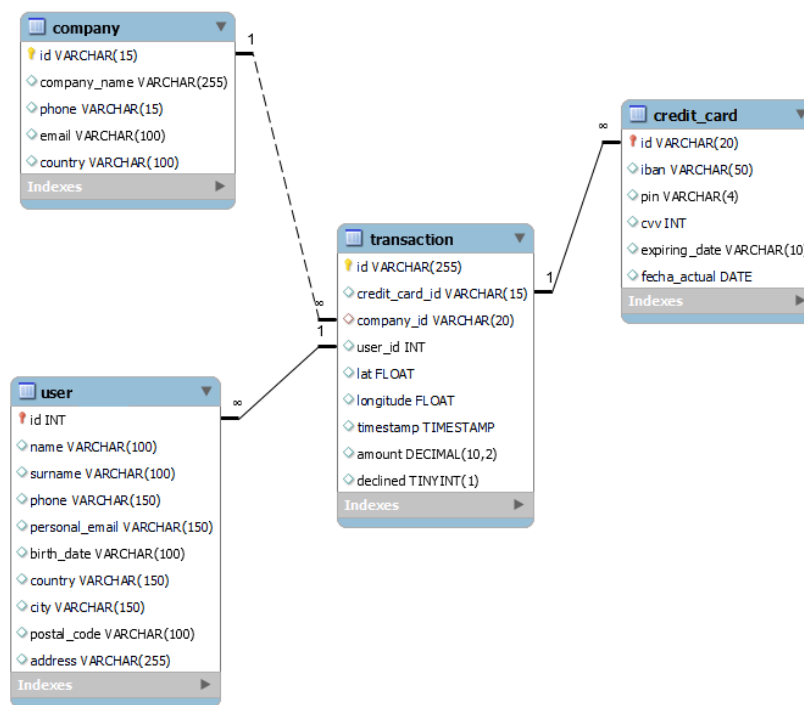 company
id VARCHAR(15)
company_name VARCHAR(255)
phone VARCHAR(15)
email VARCHAR(100)
country VARCHAR(100)
Indexes
1
∞
credit_card
id VARCHAR(20)
iban VARCHAR(50)
pin VARCHAR(4)
cvv INT
expiring_date VARCHAR(10)
fecha_actual DATE
Indexes
∞
1
transaction
id VARCHAR(255)
credit_card_id VARCHAR(15)
company_id VARCHAR(20)
user_id INT
lat FLOAT
longitude FLOAT
timestamp TIMESTAMP
amount DECIMAL(10,2)
declined TINYINT(1)
Indexes
1
∞
user
id INT
name VARCHAR(100)
surname VARCHAR(100)
phone VARCHAR(150)
personal_email VARCHAR(150)
birth_date VARCHAR(100)
country VARCHAR(150)
city VARCHAR(150)
postal_code VARCHAR(100)
address VARCHAR(255)
Indexes